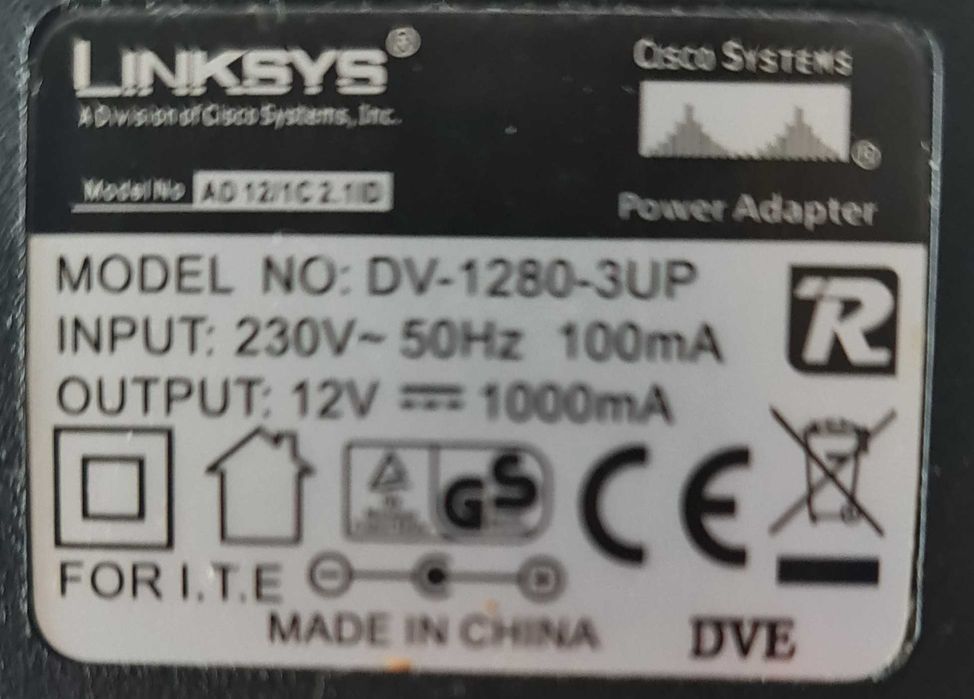 LINKSYS®
A Division of Cisco Systems, Inc.
CISCO SYSTEMS
®
Model No AD 12/1C 2.1ID
Power Adapter
MODEL NO: DV-1280-3UP
INPUT: 230V~ 50Hz 100mA
OUTPUT: 12V ⎓ 1000mA
R
GS
CE
FOR I.T.E
MADE IN CHINA
DVE